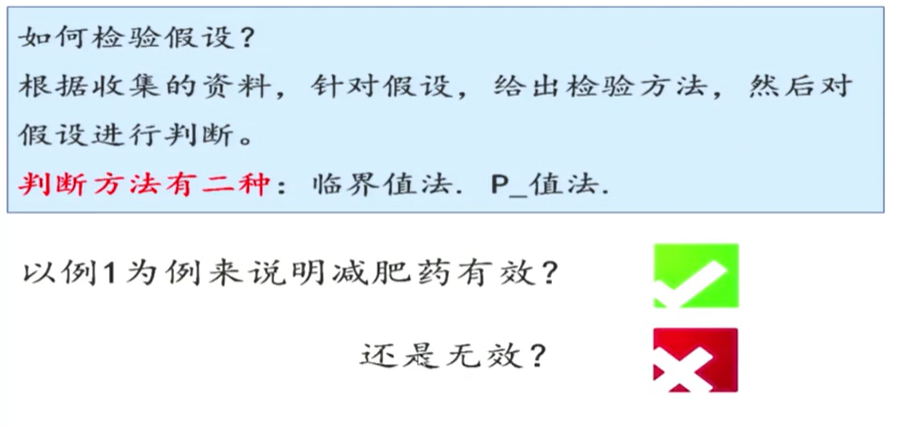 如何检验假设?
根据收集的资料，针对假设，给出检验方法，然后对
假设进行判断。
判断方法有二种：临界值法. P_值法.
以例1为例来说明减肥药有效?
还是无效?